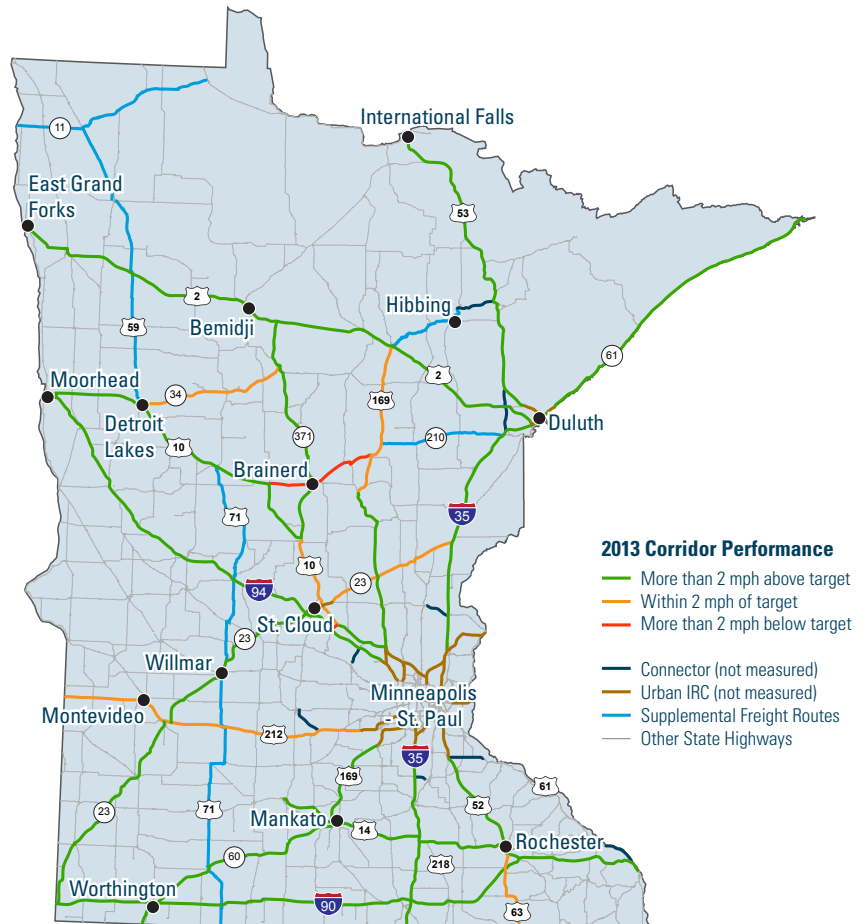 International Falls
11
East Grand
Forks
53
2
Bemidji
Hibbing
59
61
2
Moorhead
34
169
Detroit
Lakes
Duluth
371
210
10
Brainerd
71
35
10
23
94
St. Cloud
23
Willmar
Minneapolis
- St. Paul
Montevideo
212
35
169
61
23
71
52
Mankato
14
Rochester
60
218
Worthington
90
63
2013 Corridor Performance
More than 2 mph above target
Within 2 mph of target
More than 2 mph below target
Connector (not measured)
Urban IRC (not measured)
Supplemental Freight Routes
Other State Highways